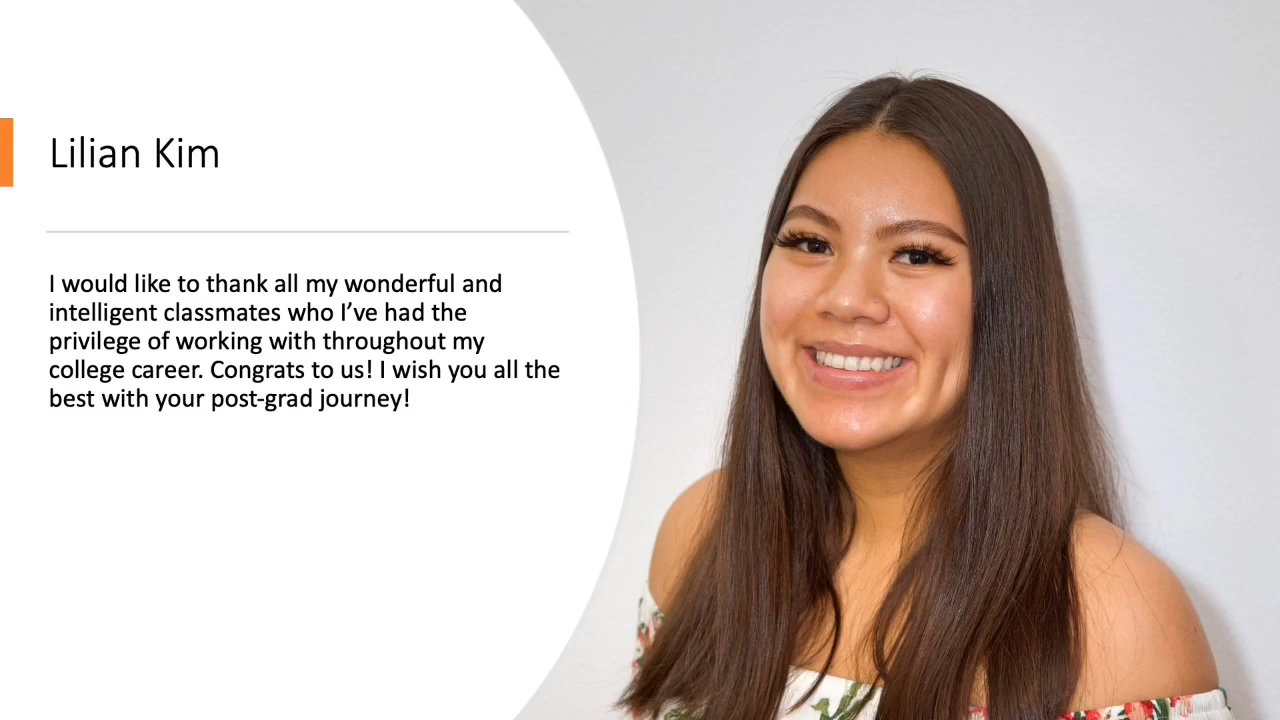 Lilian Kim
I would like to thank all my wonderful and
intelligent classmates who I’ve had the
privilege of working with throughout my
college career. Congrats to us! I wish you all the
best with your post-grad journey!